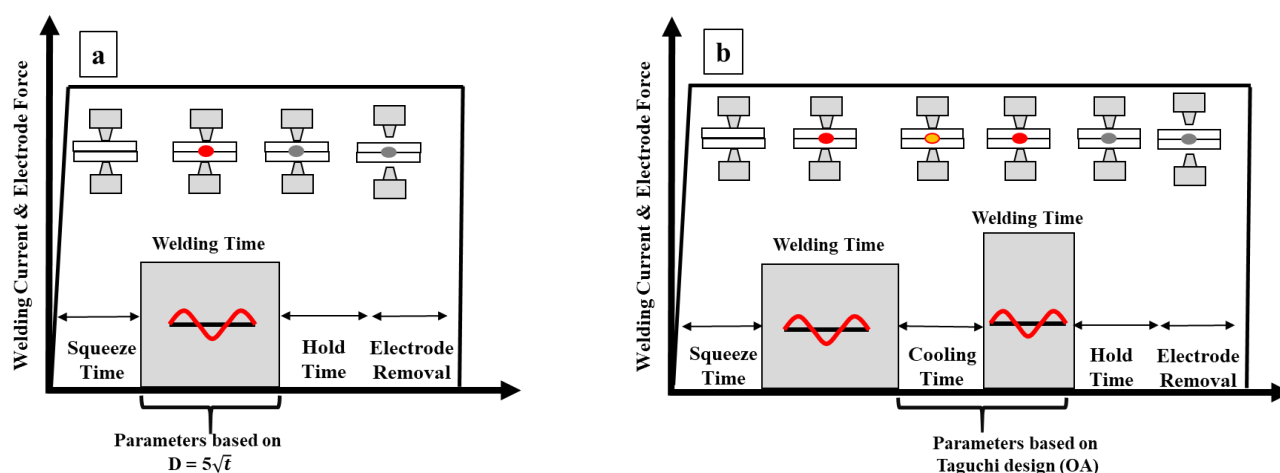 a
Welding Current & Electrode Force
Welding Time
Squeeze
Time
Hold
Time
Electrode
Removal
Parameters based on
D = 5√t
b
Welding Current & Electrode Force
Welding Time
Welding Time
Squeeze
Time
Cooling
Time
Hold
Time
Electrode
Removal
Parameters based on
Taguchi design (OA)